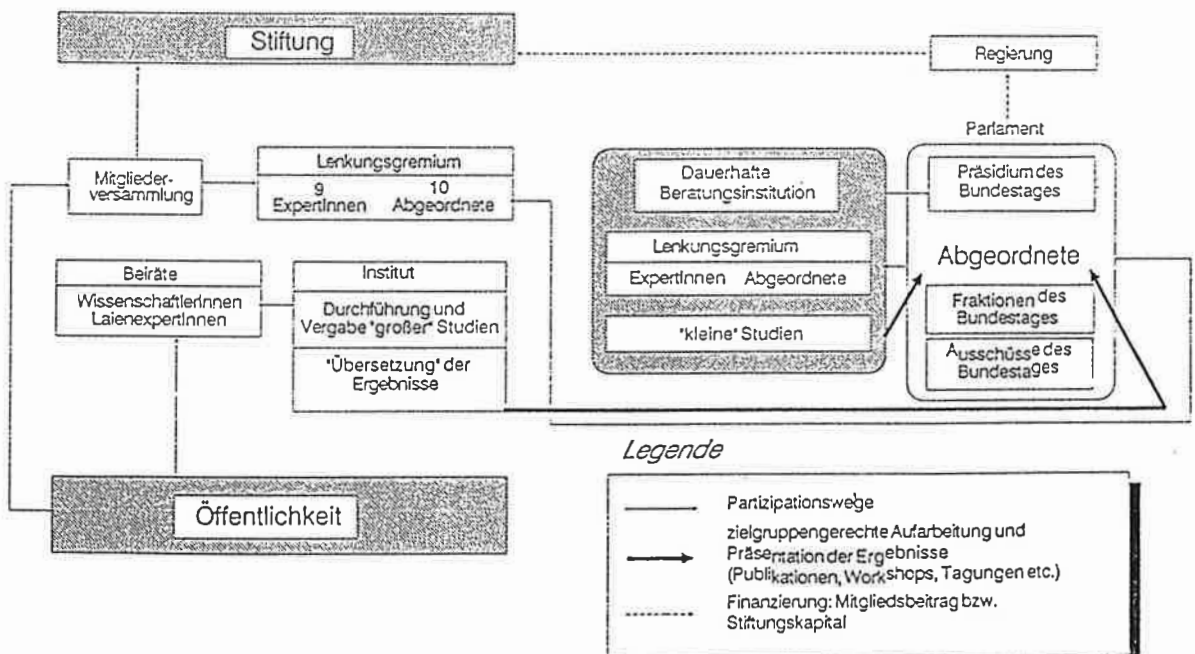 Stiftung
Regierung
Parlament
Mitglieder-
versammlung
Lenkungsgremium
9 10
ExpertInnen Abgeordnete
Dauerhafte
Beratungsinstitution
Präsidium des
Bundestages
Lenkungsgremium
ExpertInnen Abgeordnete
"kleine" Studien
Abgeordnete
Fraktionen des
Bundestages
Ausschüsse des
Bundestages
Beiräte
WissenschaftlerInnen
LaienexpertInnen
Institut
Durchführung und
Vergabe "großer" Studien
"Übersetzung" der
Ergebnisse
Öffentlichkeit
Legende
Partizipationswege
zielgruppengerechte Aufarbeitung und
Präsentation der Ergebnisse
(Publikationen, Workshops, Tagungen etc.)
Finanzierung: Mitgliedsbeitrag bzw.
Stiftungskapital